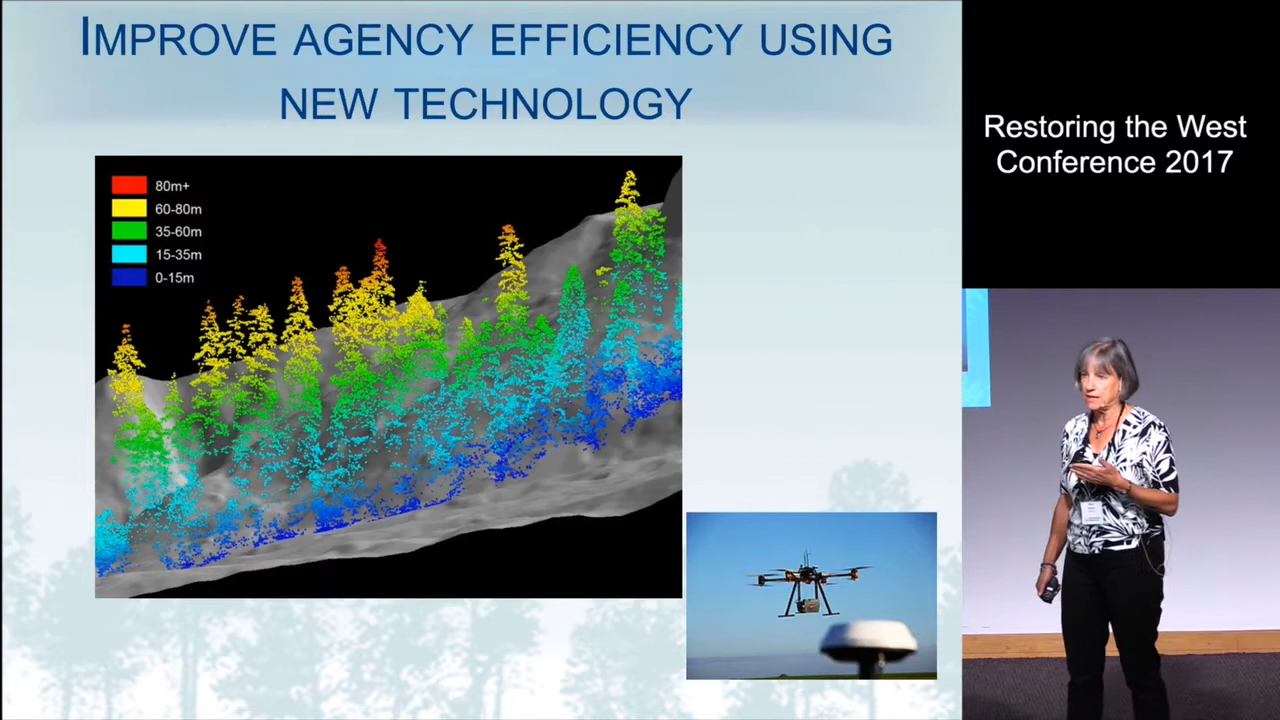 IMPROVE AGENCY EFFICIENCY USING
NEW TECHNOLOGY
80m+
60-80m
35-60m
15-35m
0-15m
Restoring the West
Conference 2017